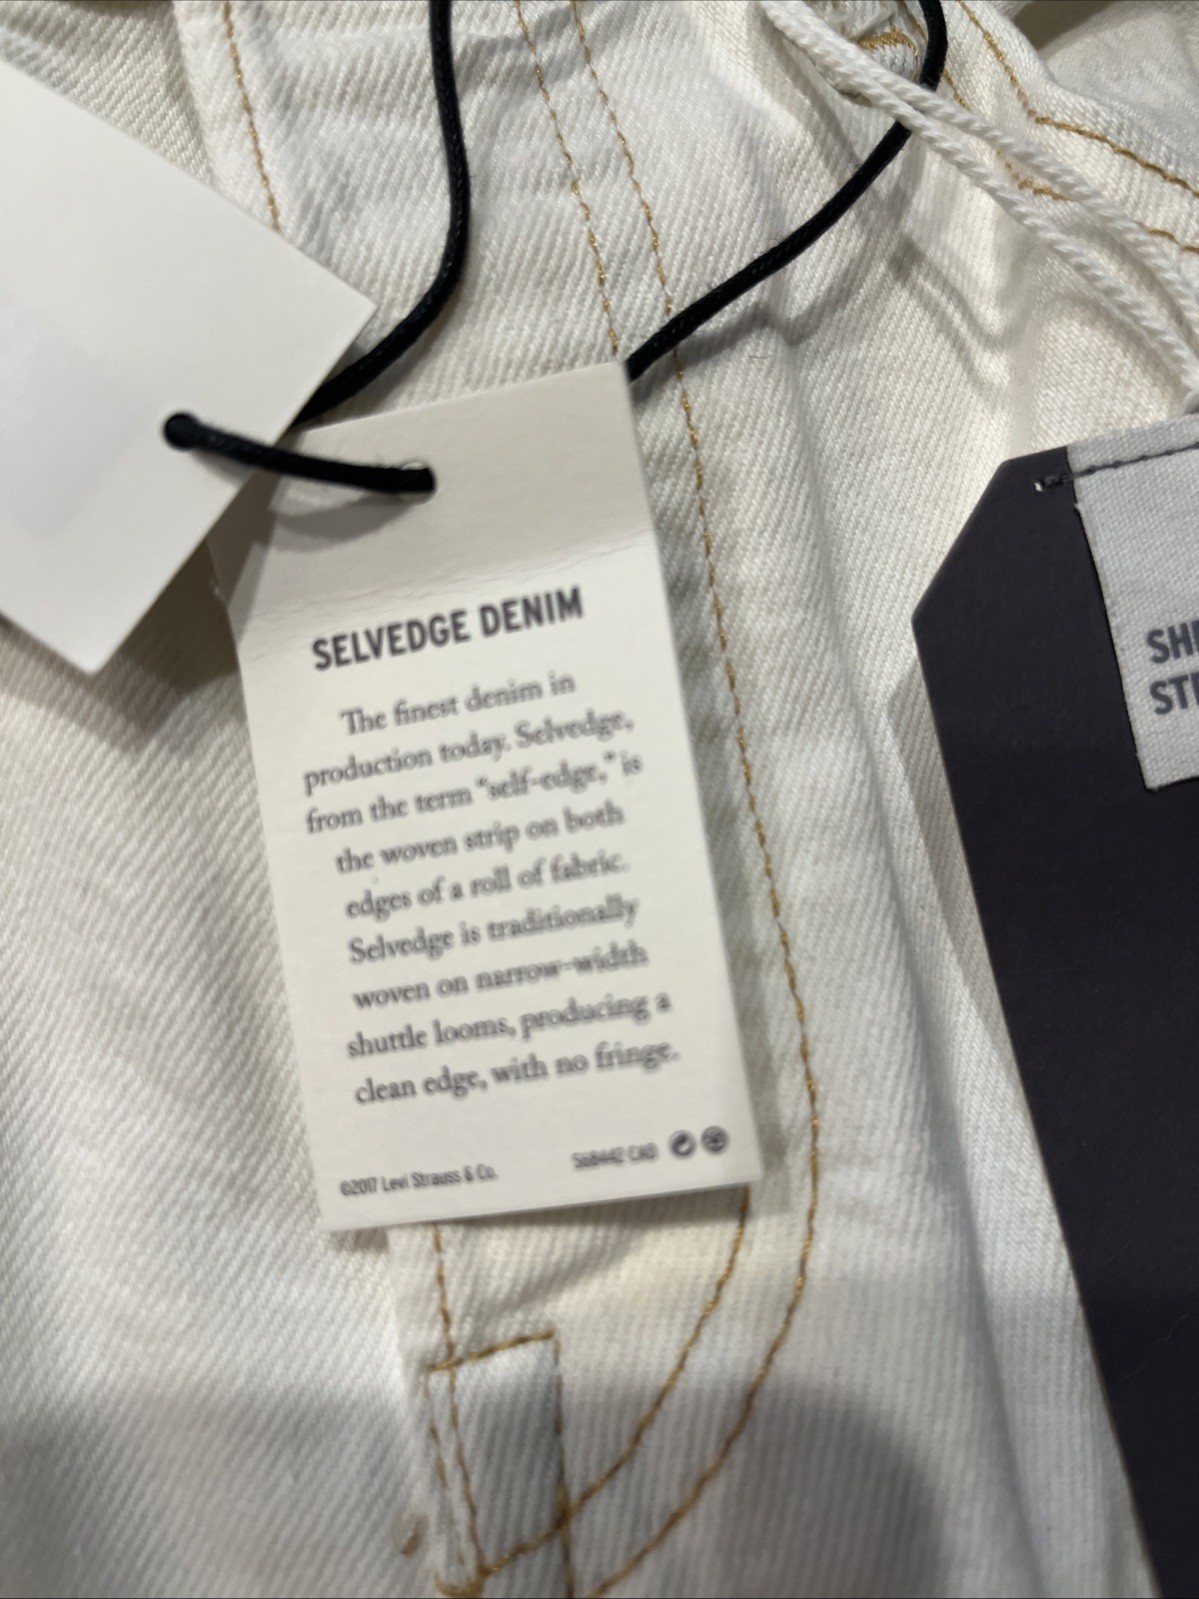 SELVEDGE DENIM
The finest denim in
production today. Selvedge,
from the term “self-edge,” is
the woven strip on both
edges of a roll of fabric.
Selvedge is traditionally
woven on narrow-width
shuttle looms, producing a
clean edge, with no fringe.
©2017 Levi Strauss & Co.
568442 CAD
SH
ST